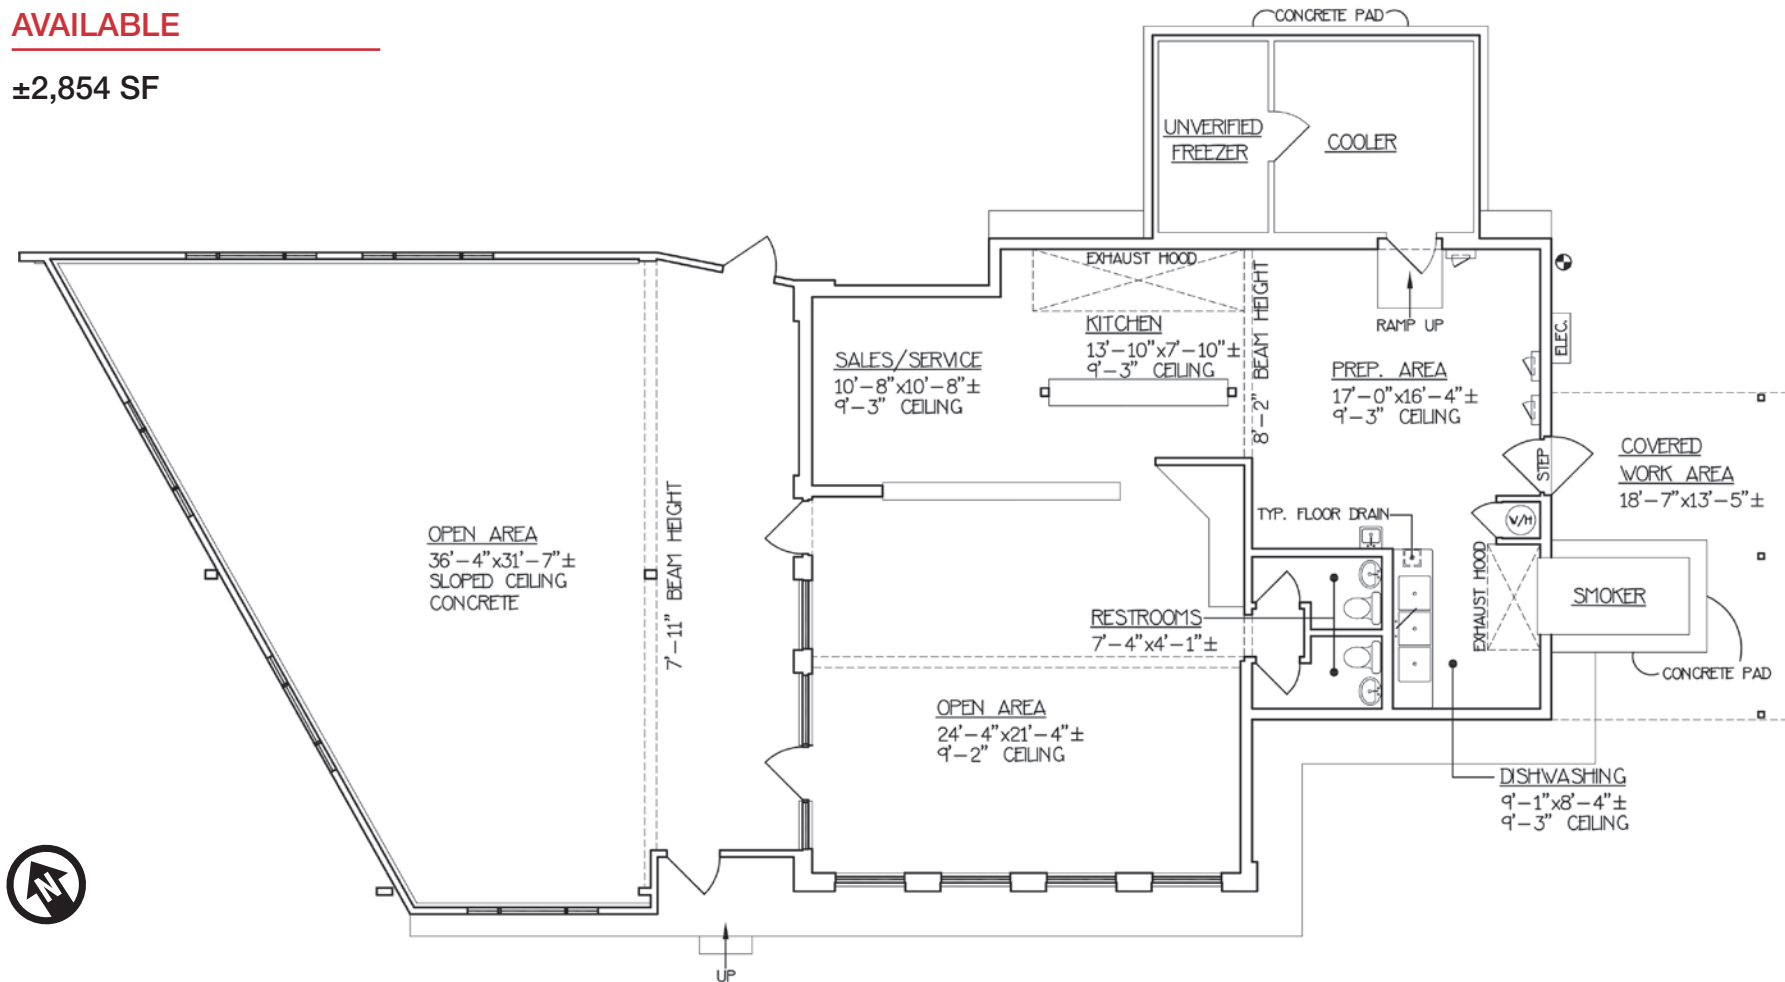 AVAILABLE
±2,854 SF
CONCRETE PAD
UNVERIFIED
FREEZER
COOLER
EXHAUST HOOD
8'-2" BEAM HEIGHT
RAMP UP
ELEC.
KITCHEN
13'-10"x7'-10"±
9'-3" CEILING
SALES/SERVICE
10'-8"x10'-8"±
9'-3" CEILING
PREP. AREA
17'-0"x16'-4"±
9'-3" CEILING
STEP
COVERED
WORK AREA
18'-7"x13'-5"±
TYP. FLOOR DRAIN
W/H
OPEN AREA
36'-4"x31'-7"±
SLOPED CEILING
CONCRETE
7'-11" BEAM HEIGHT
EXHAUST HOOD
SMOKER
RESTROOMS
7'-4"x4'-1"±
CONCRETE PAD
OPEN AREA
24'-4"x21'-4"±
9'-2" CEILING
DISHWASHING
9'-1"x8'-4"±
9'-3" CEILING
N
UP